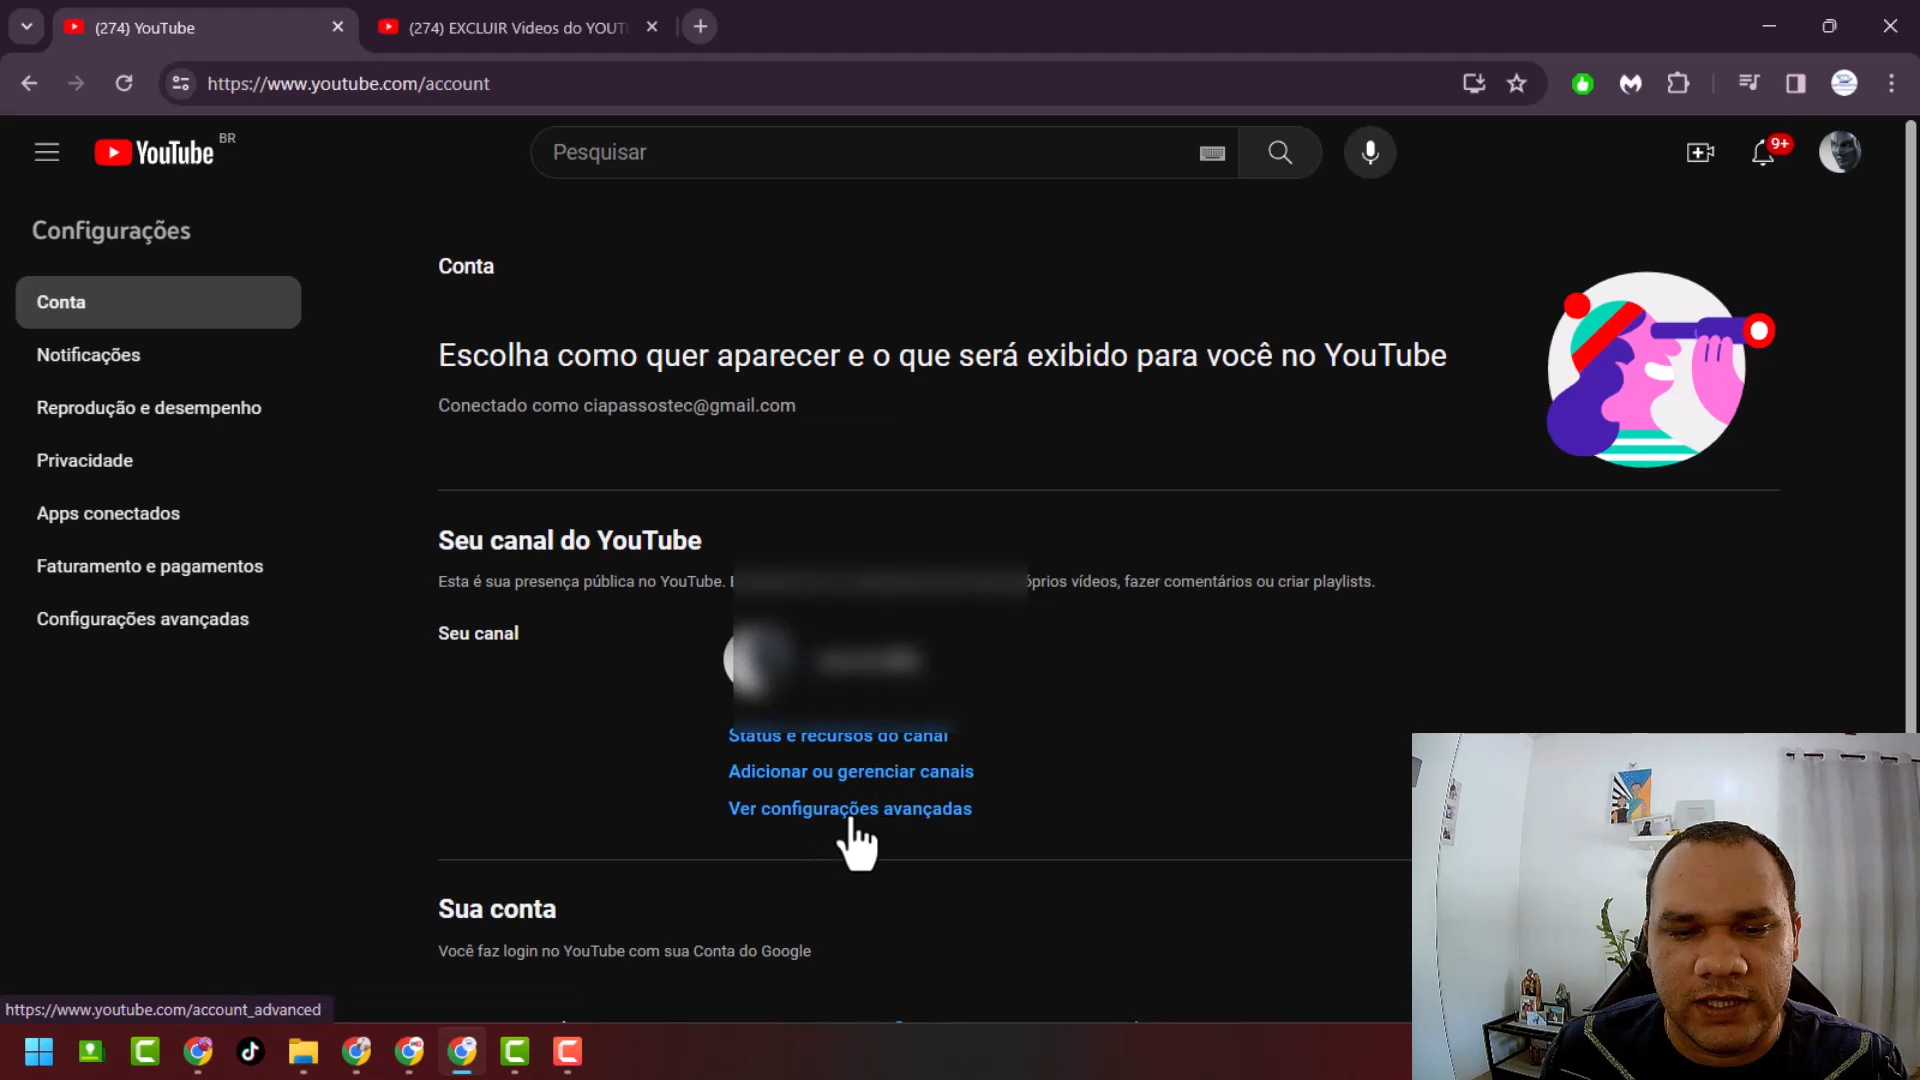 (274) YouTube
(274) EXCLUIR Vídeos do YOUT
https://www.youtube.com/account
YouTube BR
Pesquisar
9+
Configurações
Conta
Notificações
Reprodução e desempenho
Privacidade
Apps conectados
Faturamento e pagamentos
Configurações avançadas
Conta
Escolha como quer aparecer e o que será exibido para você no YouTube
Conectado como ciapassostec@gmail.com
Seu canal do YouTube
Esta é sua presença pública no YouTube. óprios vídeos, fazer comentários ou criar playlists.
Seu canal
Status e recursos do canal
Adicionar ou gerenciar canais
Ver configurações avançadas
Sua conta
Você faz login no YouTube com sua Conta do Google
https://www.youtube.com/account_advanced